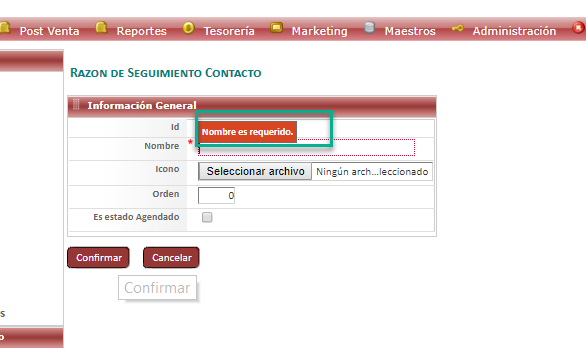 Post Venta Reportes Tesorería Marketing Maestros Administración
RAZON DE SEGUIMIENTO CONTACTO
Información General
Id
Nombre es requerido.
Nombre *
Icono Seleccionar archivo Ningún arch...leccionado
Orden 0
Es estado Agendado
Confirmar Cancelar
Confirmar
s
o